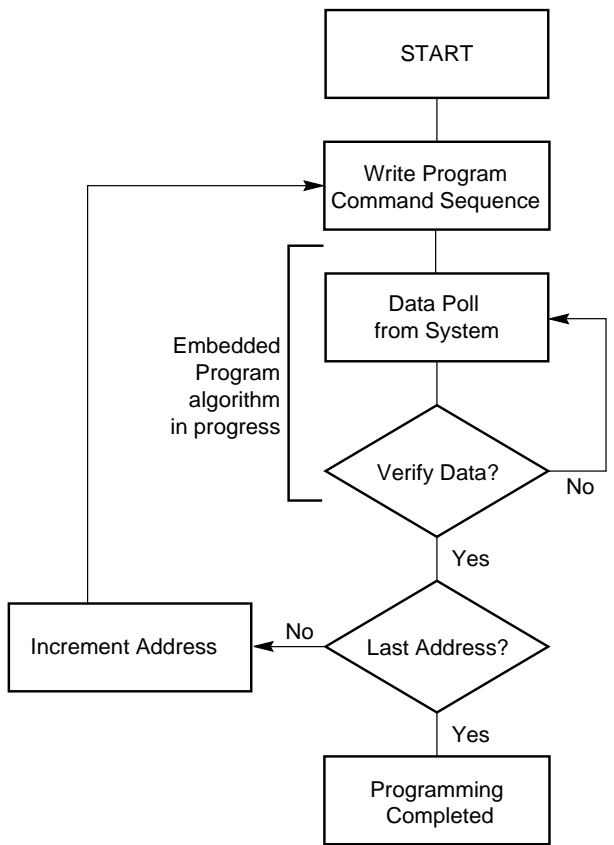 START
Write Program
Command Sequence
Data Poll
from System
Embedded
Program
algorithm
in progress
Verify Data?
No
Yes
Increment Address
No
Last Address?
Yes
Programming
Completed